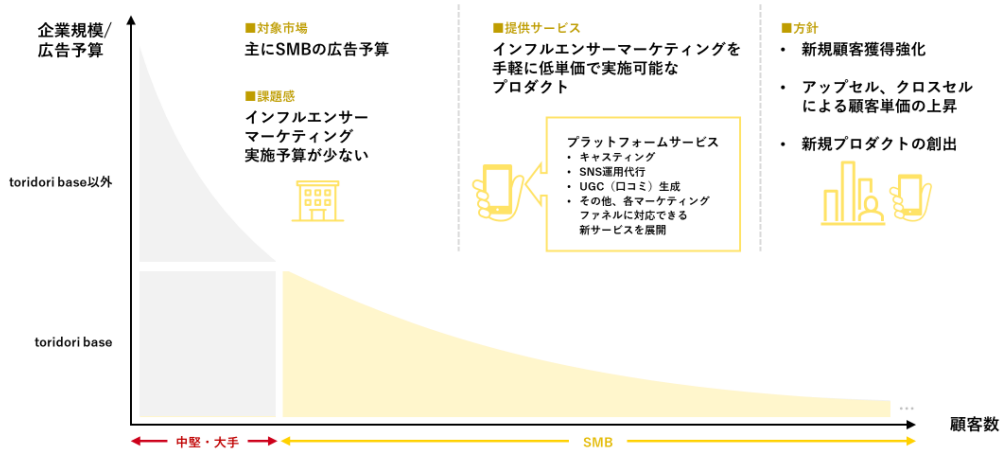 企業規模/
広告予算
■対象市場
主にSMBの広告予算
■課題感
インフルエンサー
マーケティング
実施予算が少ない
■提供サービス
インフルエンサーマーケティングを
手軽に低単価で実施可能な
プロダクト
プラットフォームサービス
• キャスティング
• SNS運用代行
• UGC（口コミ）生成
• その他、各マーケティング
ファネルに対応できる
新サービスを展開
■方針
• 新規顧客獲得強化
• アップセル、クロスセル
による顧客単価の上昇
• 新規プロダクトの創出
toridori base以外
toridori base
…
顧客数
中堅・大手
SMB